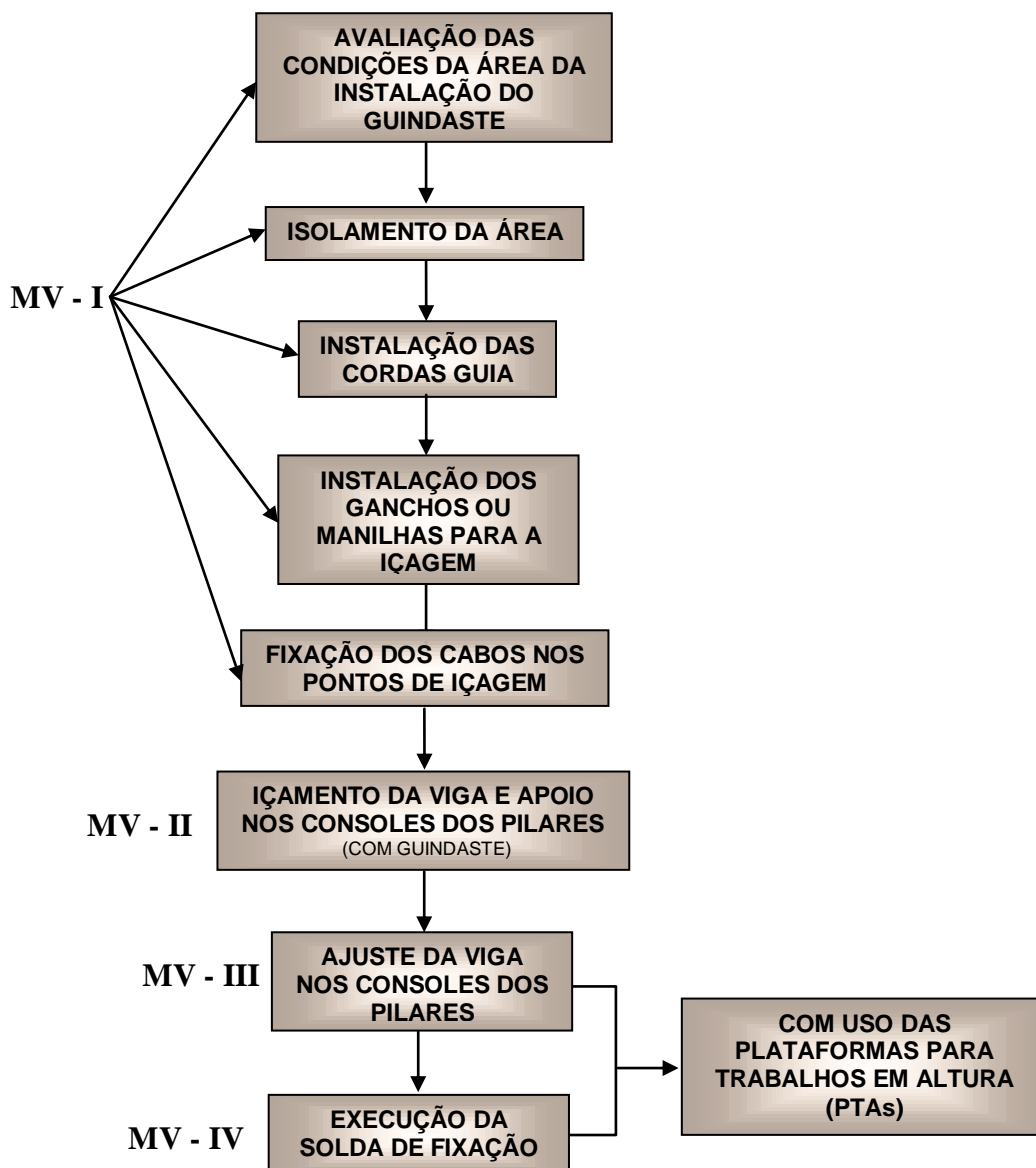 AVALIAÇÃO DAS
CONDIÇÕES DA ÁREA DA
INSTALAÇÃO DO
GUINDASTE
ISOLAMENTO DA ÁREA
MV - I
INSTALAÇÃO DAS
CORDAS GUIA
INSTALAÇÃO DOS
GANCHOS OU
MANILHAS PARA A
IÇAGEM
FIXAÇÃO DOS CABOS NOS
PONTOS DE IÇAGEM
MV - II
IÇAMENTO DA VIGA E APOIO
NOS CONSOLES DOS PILARES
(COM GUINDASTE)
MV - III
AJUSTE DA VIGA
NOS CONSOLES DOS
PILARES
COM USO DAS
PLATAFORMAS PARA
TRABALHOS EM ALTURA
(PTAs)
MV - IV
EXECUÇÃO DA
SOLDA DE FIXAÇÃO